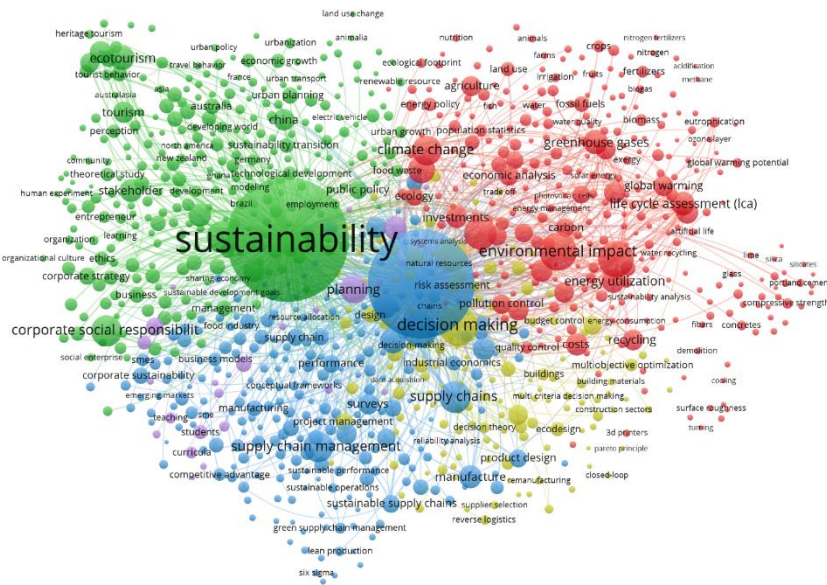 land use change
heritage tourism
urban policy
urbanization
animalia
nutrition
animals
crops
nitrogen fertilizers
ecotourism
travel behavior
economic growth
ecological footprint
farms
nitrogen
acidification
tourist behavior
france
urban transport
renewable resource
land use
irrigation
fruits
fertilizers
methane
australasia
asia
urban planning
agriculture
biogas
tourism
australia
energy policy
fish
water
fossil fuels
perception
developing world
china
electric vehicle
urban growth
population statistics
water quality
biomass
eutrophication
north america
sustainability transition
climate change
greenhouse gases
ozone layer
community
new zealand
germany
exergy
theoretical study
ghana
technological development
food waste
economic analysis
solar energy
global warming potential
human experiment
stakeholder
development
modeling
public policy
ecology
trade off
photovoltaic cells
global warming
entrepreneur
brazil
employment
investments
energy management
life cycle assessment (lca)
organization
learning
carbon
artificial life
sustainability
systems analysis
environmental impact
water recycling
lime
silica
silicates
organizational culture
ethics
natural resources
corporate strategy
sharing economy
risk assessment
energy utilization
glass
portland cement
business
sustainable development goals
planning
chains
pollution control
sustainability analysis
compressive strength
management
resource allocation
design
decision making
budget control
energy consumption
fibers
concretes
corporate social responsibilit
food industry
supply chain
decision-making
quality control
costs
recycling
social enterprise
smes
business models
performance
industrial economics
multiobjective optimization
demolition
corporate sustainability
data acquisition
buildings
building materials
cooling
emerging markets
conceptual frameworks
supply chains
multi criteria decision making
teaching
sme
manufacturing
surveys
construction sectors
surface roughness
students
project management
decision theory
ecodesign
3d printers
turning
curricula
supply chain management
reliability analysis
pareto principle
competitive advantage
sustainable performance
product design
sustainable operations
manufacture
remanufacturing
closed-loop
sustainable supply chains
supplier selection
green supply chain management
reverse logistics
lean production
six sigma